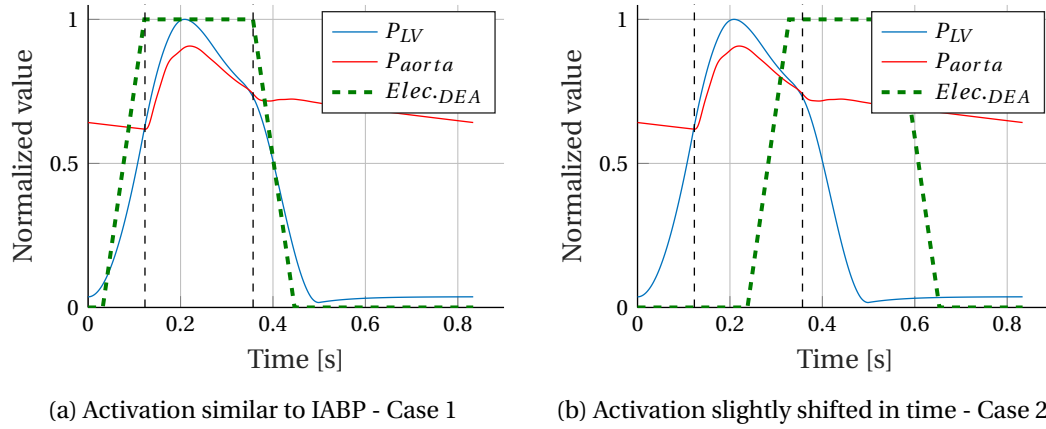 Normalized value
1
0.5
0
0
0.2
0.4
0.6
0.8
Time [s]
P_LV
P_aorta
Elec._DEA
(a) Activation similar to IABP - Case 1
Normalized value
1
0.5
0
0
0.2
0.4
0.6
0.8
Time [s]
P_LV
P_aorta
Elec._DEA
(b) Activation slightly shifted in time - Case 2